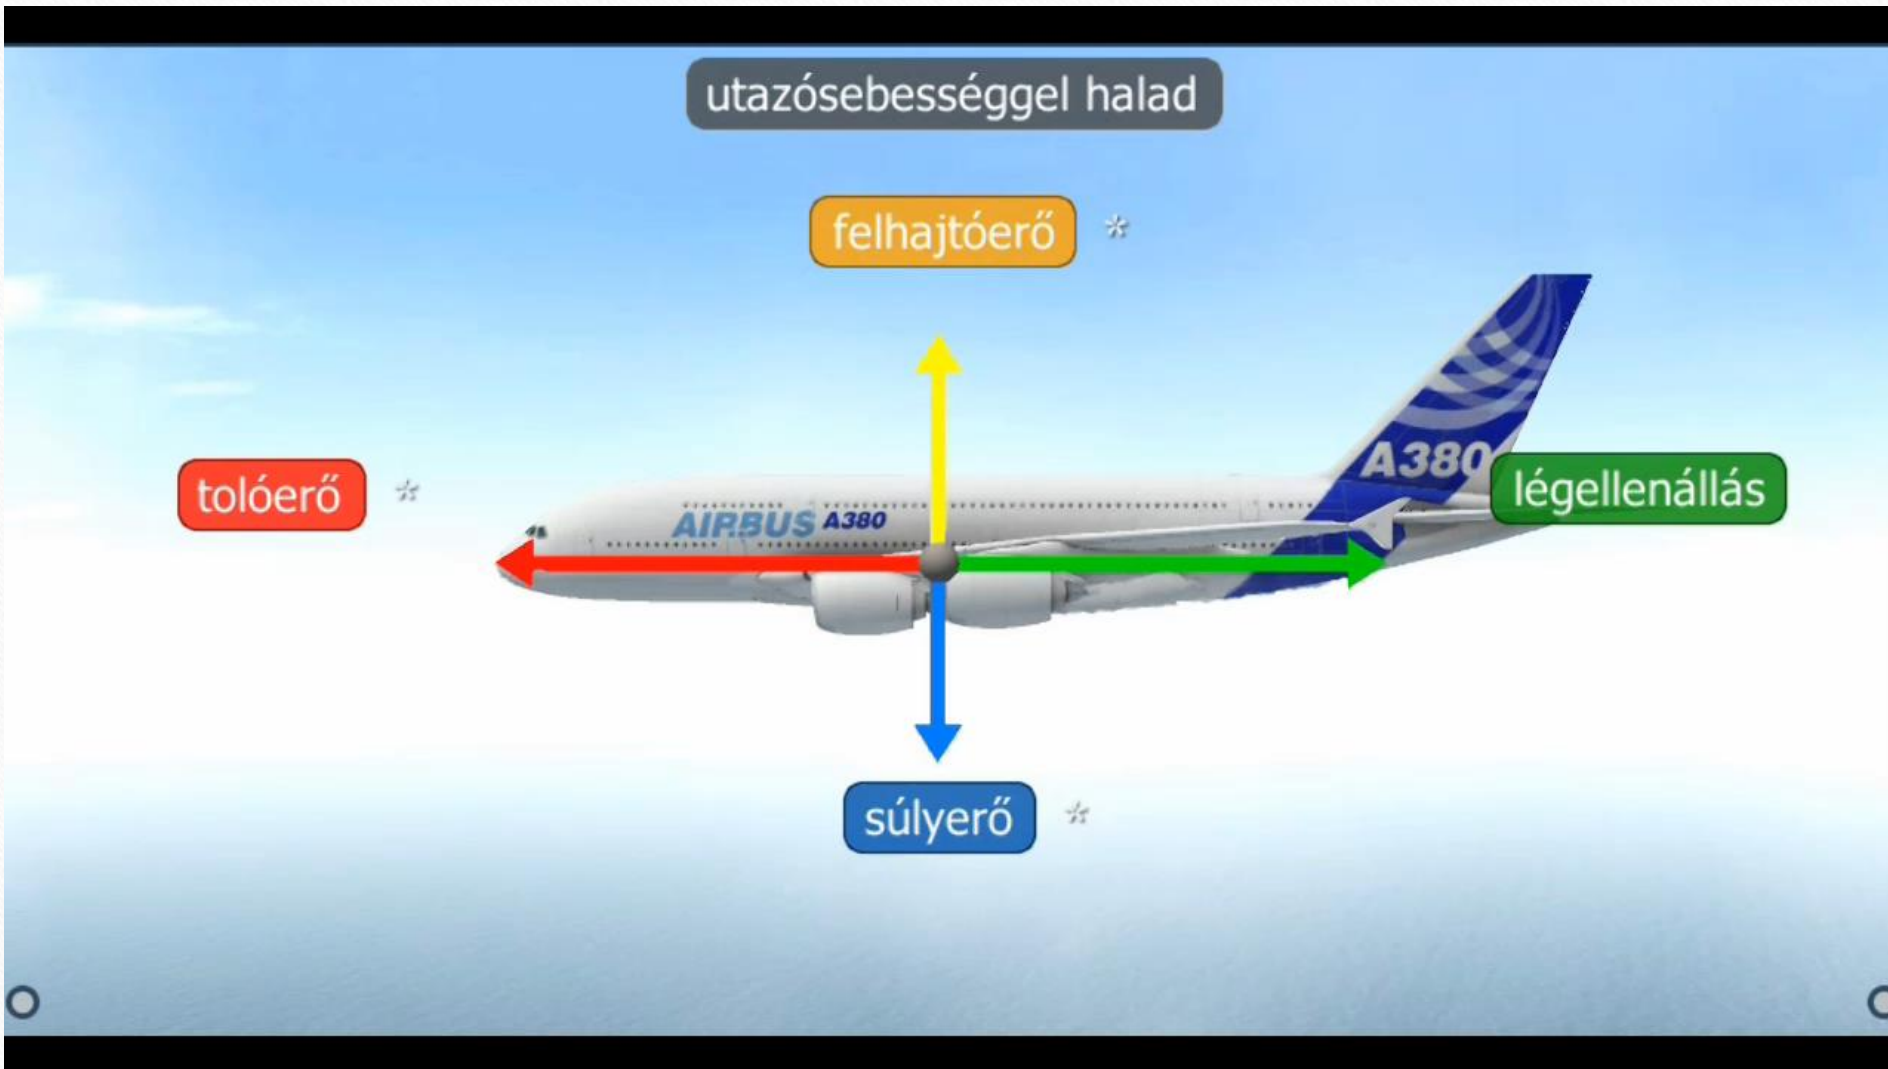 utazósebességgel halad
felhajtóerő *
A380
tolóerő *
légellenállás
AIRBUS A380
súlyerő *